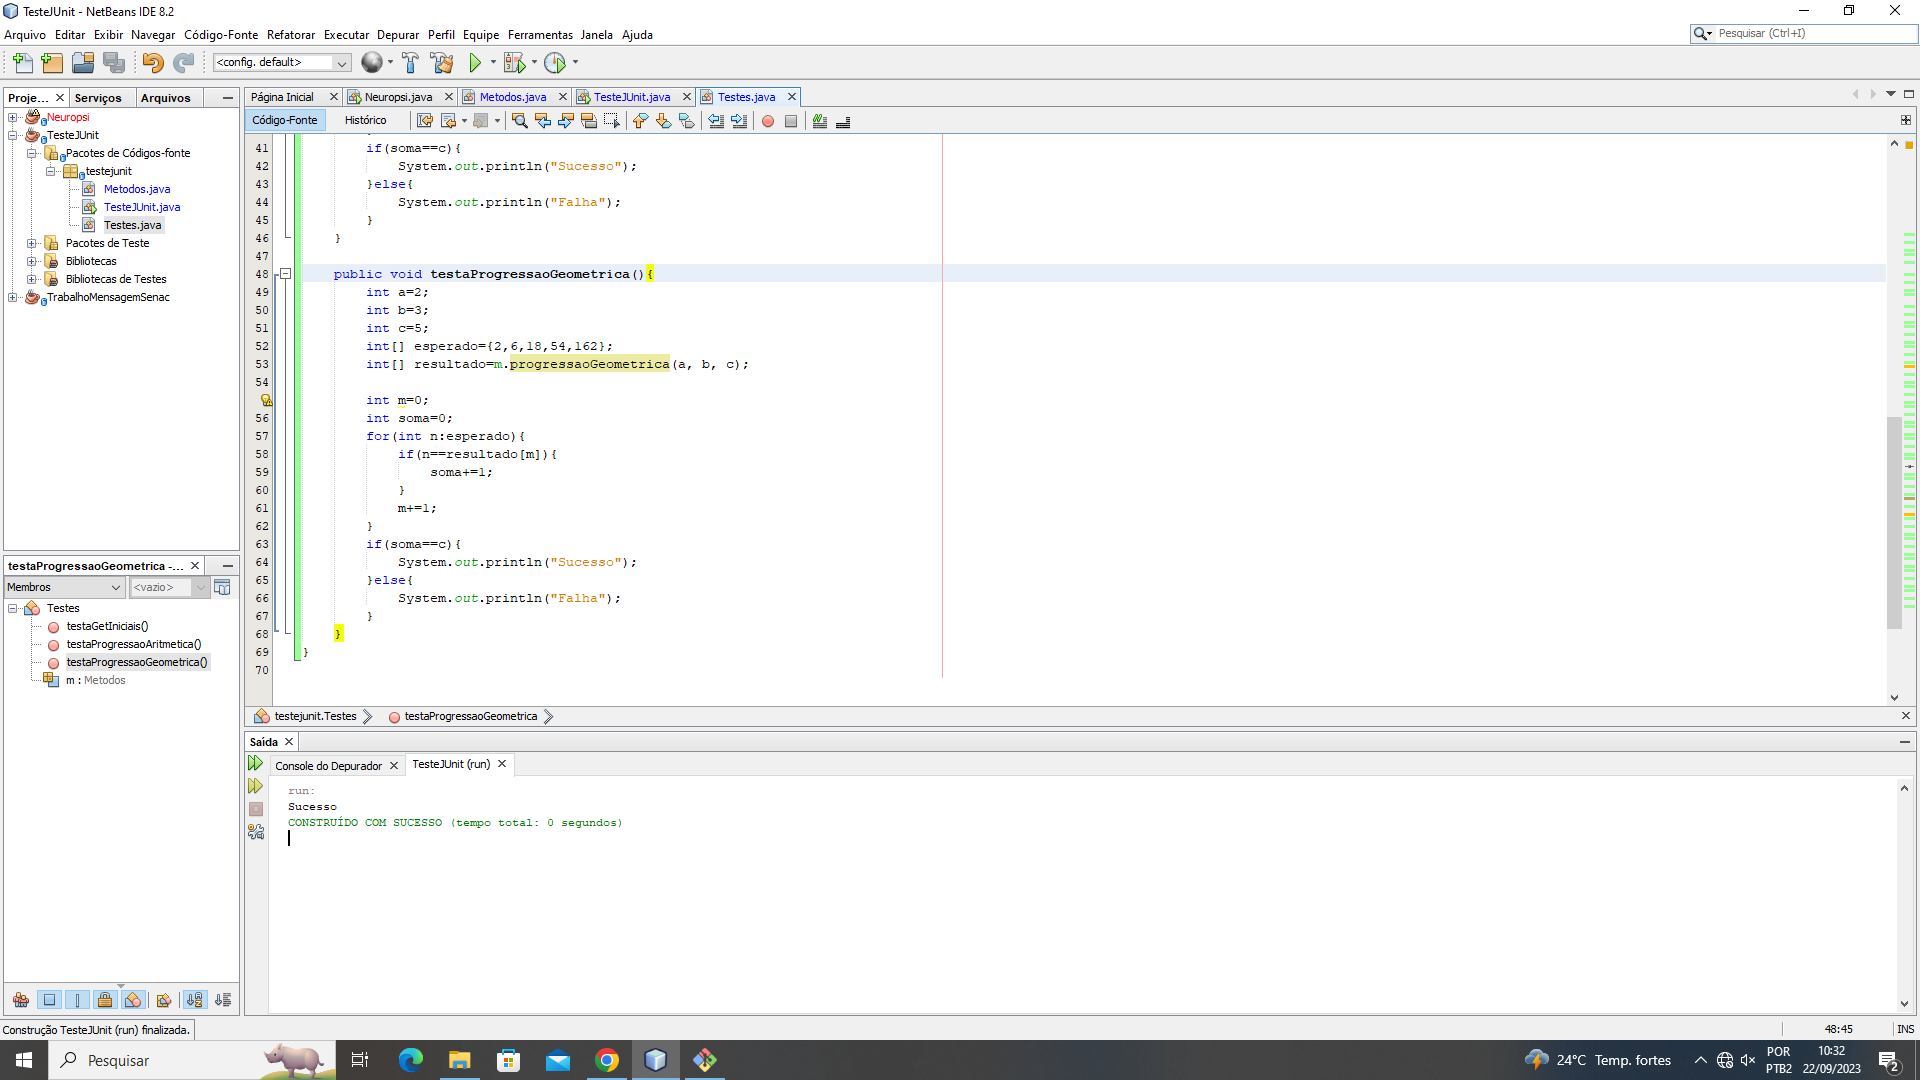 TesteJUnit - NetBeans IDE 8.2
Arquivo Editar Exibir Navegar Código-Fonte Refatorar Executar Depurar Perfil Equipe Ferramentas Janela Ajuda
Pesquisar (Ctrl+I)
<config. default>
Proje... Serviços Arquivos
Neuropsi
TesteJUnit
Pacotes de Códigos-fonte
testejunit
Metodos.java
TesteJUnit.java
Testes.java
Pacotes de Teste
Bibliotecas
Bibliotecas de Testes
TrabalhoMensagemSenac
Página Inicial Neuropsi.java Metodos.java TesteJUnit.java Testes.java
Código-Fonte Histórico
41 if(soma==c){
42 System.out.println("Sucesso");
43 }else{
44 System.out.println("Falha");
45 }
46 }
47
48 public void testaProgressaoGeometrica(){
49 int a=2;
50 int b=3;
51 int c=5;
52 int[] esperado={2,6,18,54,162};
53 int[] resultado=m.progressaoGeometrica(a, b, c);
54
int m=0;
56 int soma=0;
57 for(int n:esperado){
58 if(n==resultado[m]){
59 soma+=1;
60 }
61 m+=1;
62 }
63 if(soma==c){
64 System.out.println("Sucesso");
65 }else{
66 System.out.println("Falha");
67 }
68 }
69 }
70
testejunit.Testes testaProgressaoGeometrica
testaProgressaoGeometrica -...
Membros <vazio>
Testes
testaGetIniciais()
testaProgressaoAritmetica()
testaProgressaoGeometrica()
m : Metodos
Saída
Console do Depurador TesteJUnit (run)
run:
Sucesso
CONSTRUÍDO COM SUCESSO (tempo total: 0 segundos)
Construção TesteJUnit (run) finalizada.
48:45 INS
Pesquisar
24°C Temp. fortes
POR
PTB2
10:32
22/09/2023
2